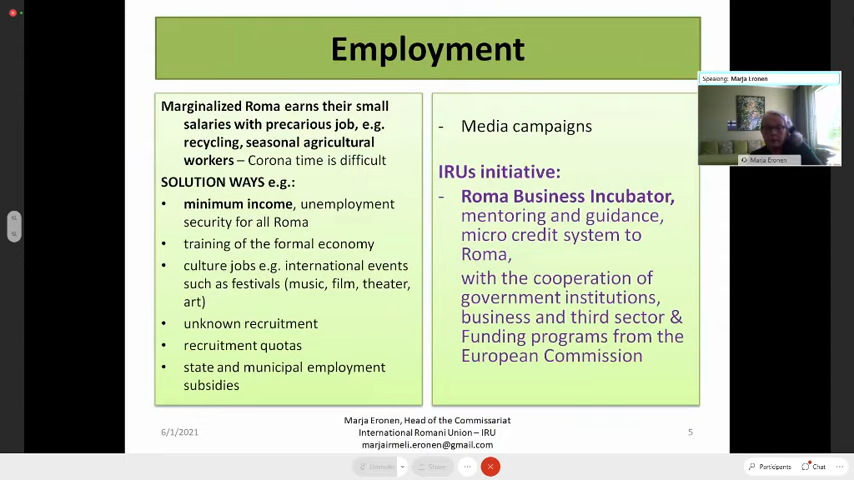 Employment
Marginalized Roma earns their small
salaries with precarious job, e.g.
recycling, seasonal agricultural
workers – Corona time is difficult
SOLUTION WAYS e.g.:
• minimum income, unemployment
security for all Roma
• training of the formal economy
• culture jobs e.g. international events
such as festivals (music, film, theater,
art)
• unknown recruitment
• recruitment quotas
• state and municipal employment
subsidies
- Media campaigns
IRUs initiative:
- Roma Business Incubator,
mentoring and guidance,
micro credit system to
Roma,
with the cooperation of
government institutions,
business and third sector &
Funding programs from the
European Commission
6/1/2021
Marja Eronen, Head of the Commissariat
International Romani Union – IRU
marjairmeli.eronen@gmail.com
5
Speaking: Marja Eronen
Marja Eronen
Unmute
Share
Participants
Chat